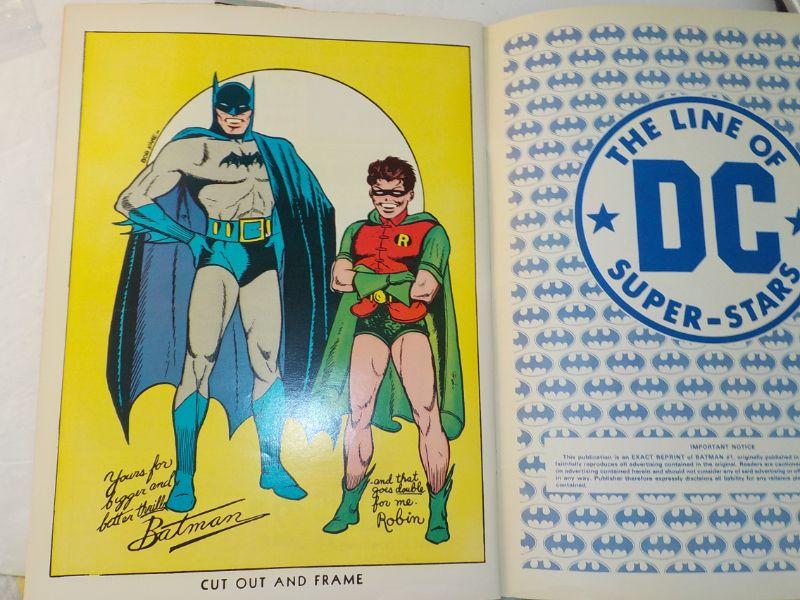 BOB KANE
R
Yours for
bigger and
better thrills
Batman
-and that
goes double
for me.
Robin
CUT OUT AND FRAME
THE LINE OF
DC
SUPER-STARS
IMPORTANT NOTICE
This publication is an EXACT REPRINT of BATMAN #1, originally published in
faithfully reproduces all advertising contained in the original. Readers are cautioned
on advertising contained herein and should not consider any of said advertising or of
in any way. Publisher therefore expressly disclaims all liability for any reliance
contained.